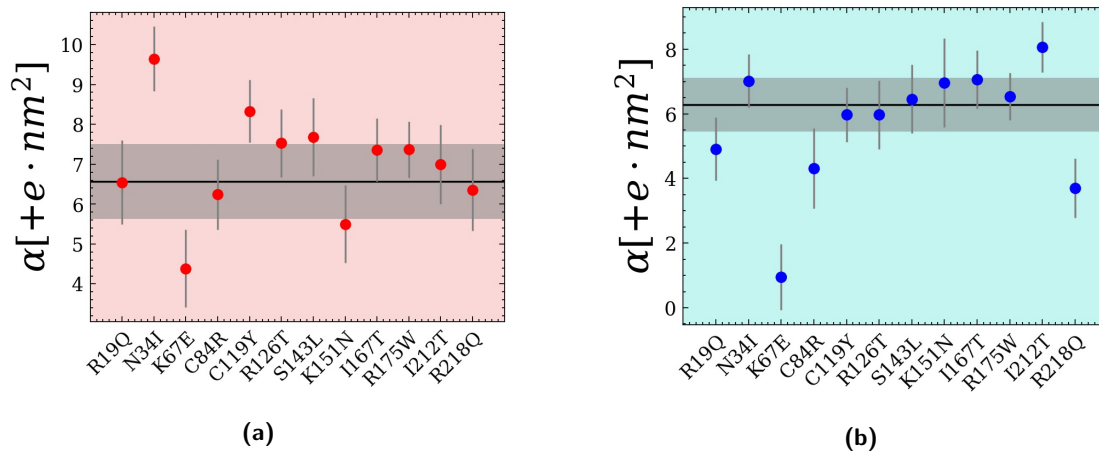 α[+e · nm²]
10
9
8
7
6
5
4
R19Q
N34I
K67E
C84R
C119Y
R126T
S143L
K151N
I167T
R175W
I212T
R218Q
(a)
α[+e · nm²]
8
6
4
2
0
R19Q
N34I
K67E
C84R
C119Y
R126T
S143L
K151N
I167T
R175W
I212T
R218Q
(b)